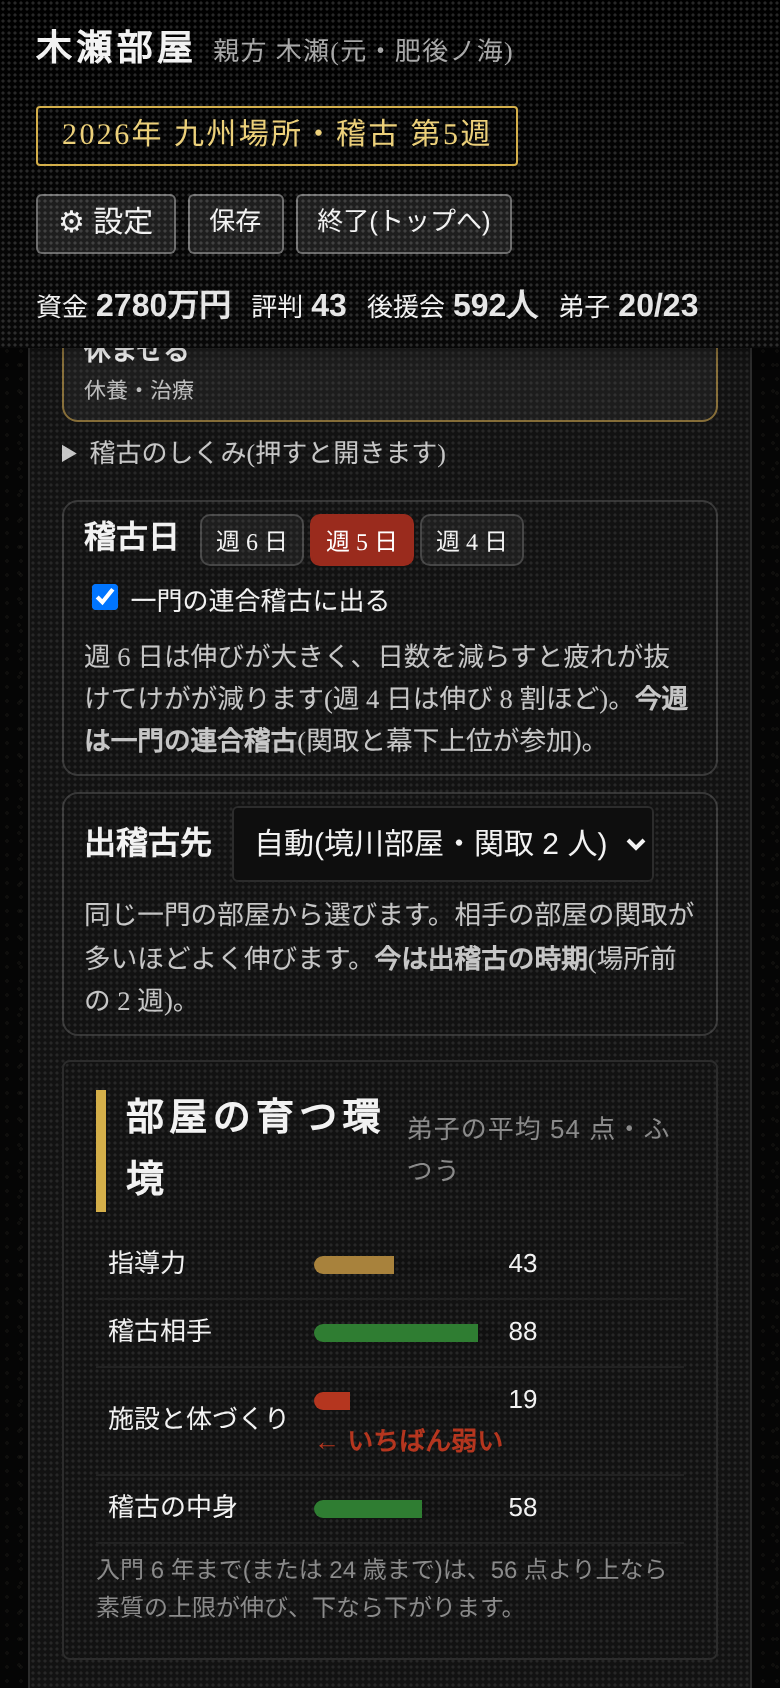 木瀬部屋 親方 木瀬(元・肥後ノ海)
2026年 九州場所・稽古 第5週
⚙ 設定 保存 終了(トップへ)
資金 2780万円 評判 43 後援会 592人 弟子 20/23
休ませる
休養・治療
▶ 稽古のしくみ(押すと開きます)
稽古日 週 6 日 週 5 日 週 4 日
一門の連合稽古に出る
週 6 日は伸びが大きく、日数を減らすと疲れが抜
けてけがが減ります(週 4 日は伸び 8 割ほど)。今週
は一門の連合稽古(関取と幕下上位が参加)。
出稽古先 自動(境川部屋・関取 2 人)
同じ一門の部屋から選びます。相手の部屋の関取が
多いほどよく伸びます。今は出稽古の時期(場所前
の 2 週)。
部屋の育つ環
境
弟子の平均 54 点・ふ
つう
指導力 43
稽古相手 88
施設と体づくり 19
← いちばん弱い
稽古の中身 58
入門 6 年まで(または 24 歳まで)は、56 点より上なら
素質の上限が伸び、下なら下がります。